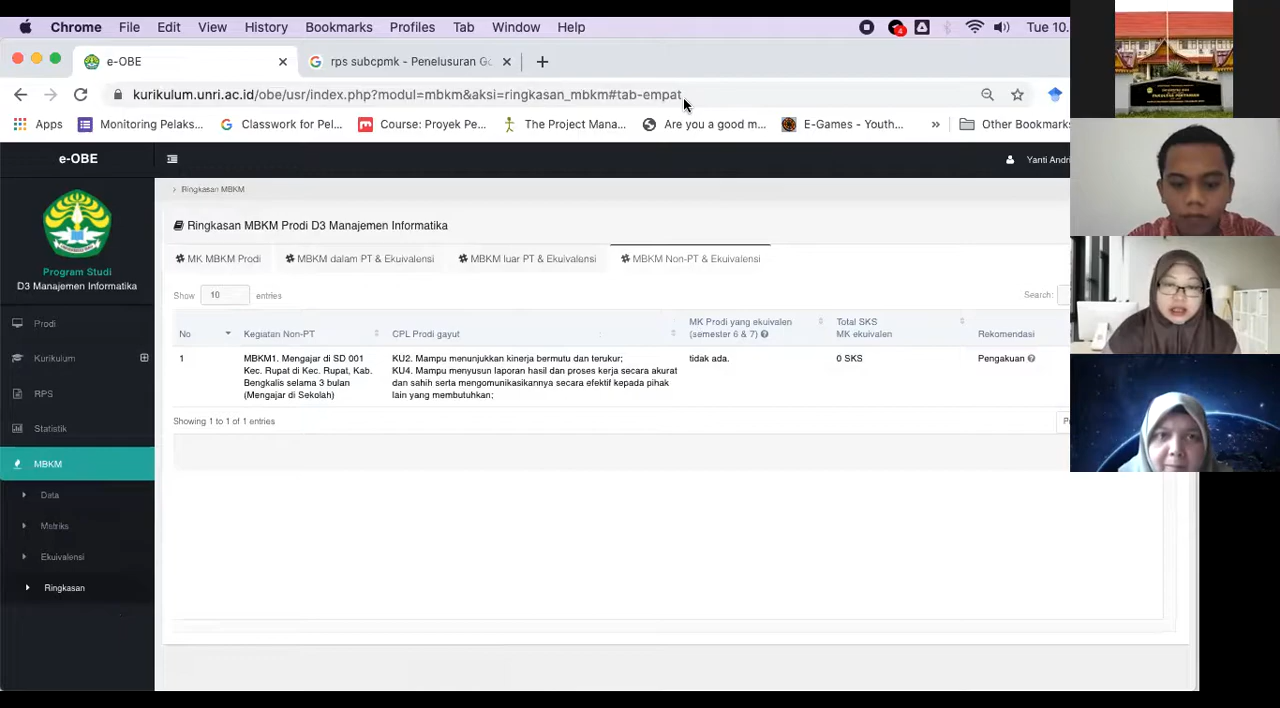 Chrome File Edit View History Bookmarks Profiles Tab Window Help 4 Tue 10.
e-OBE rps subcpmk - Penelusuran Go
kurikulum.unri.ac.id/obe/usr/index.php?modul=mbkm&aksi=ringkasan_mbkm#tab-empat
Apps Monitoring Pelaks... Classwork for Pel... Course: Proyek Pe... The Project Mana... Are you a good m... E-Games - Youth... » Other Bookmarks
e-OBE Yanti Andri
Ringkasan MBKM
Ringkasan MBKM Prodi D3 Manajemen Informatika
MK MBKM Prodi MBKM dalam PT & Ekuivalensi MBKM luar PT & Ekuivalensi MBKM Non-PT & Ekuivalensi
Program Studi
D3 Manajemen Informatika
Show 10 entries Search:
Prodi
Kurikulum
RPS
Statistik
MBKM
Data
Metriks
Ekuivalensi
Ringkasan
No Kegiatan Non-PT CPL Prodi gayut MK Prodi yang ekuivalen
(semester 6 & 7) Total SKS
MK ekuivalen Rekomendasi
1 MBKM1. Mengajar di SD 001
Kec. Rupat di Kec. Rupat, Kab.
Bengkalis selama 3 bulan
(Mengajar di Sekolah)
KU2. Mampu menunjukkan kinerja bermutu dan terukur;
KU4. Mampu menyusun laporan hasil dan proses kerja secara akurat
dan sahih serta mengomunikasikannya secara efektif kepada pihak
lain yang membutuhkan;
tidak ada.
0 SKS
Pengakuan
Showing 1 to 1 of 1 entries